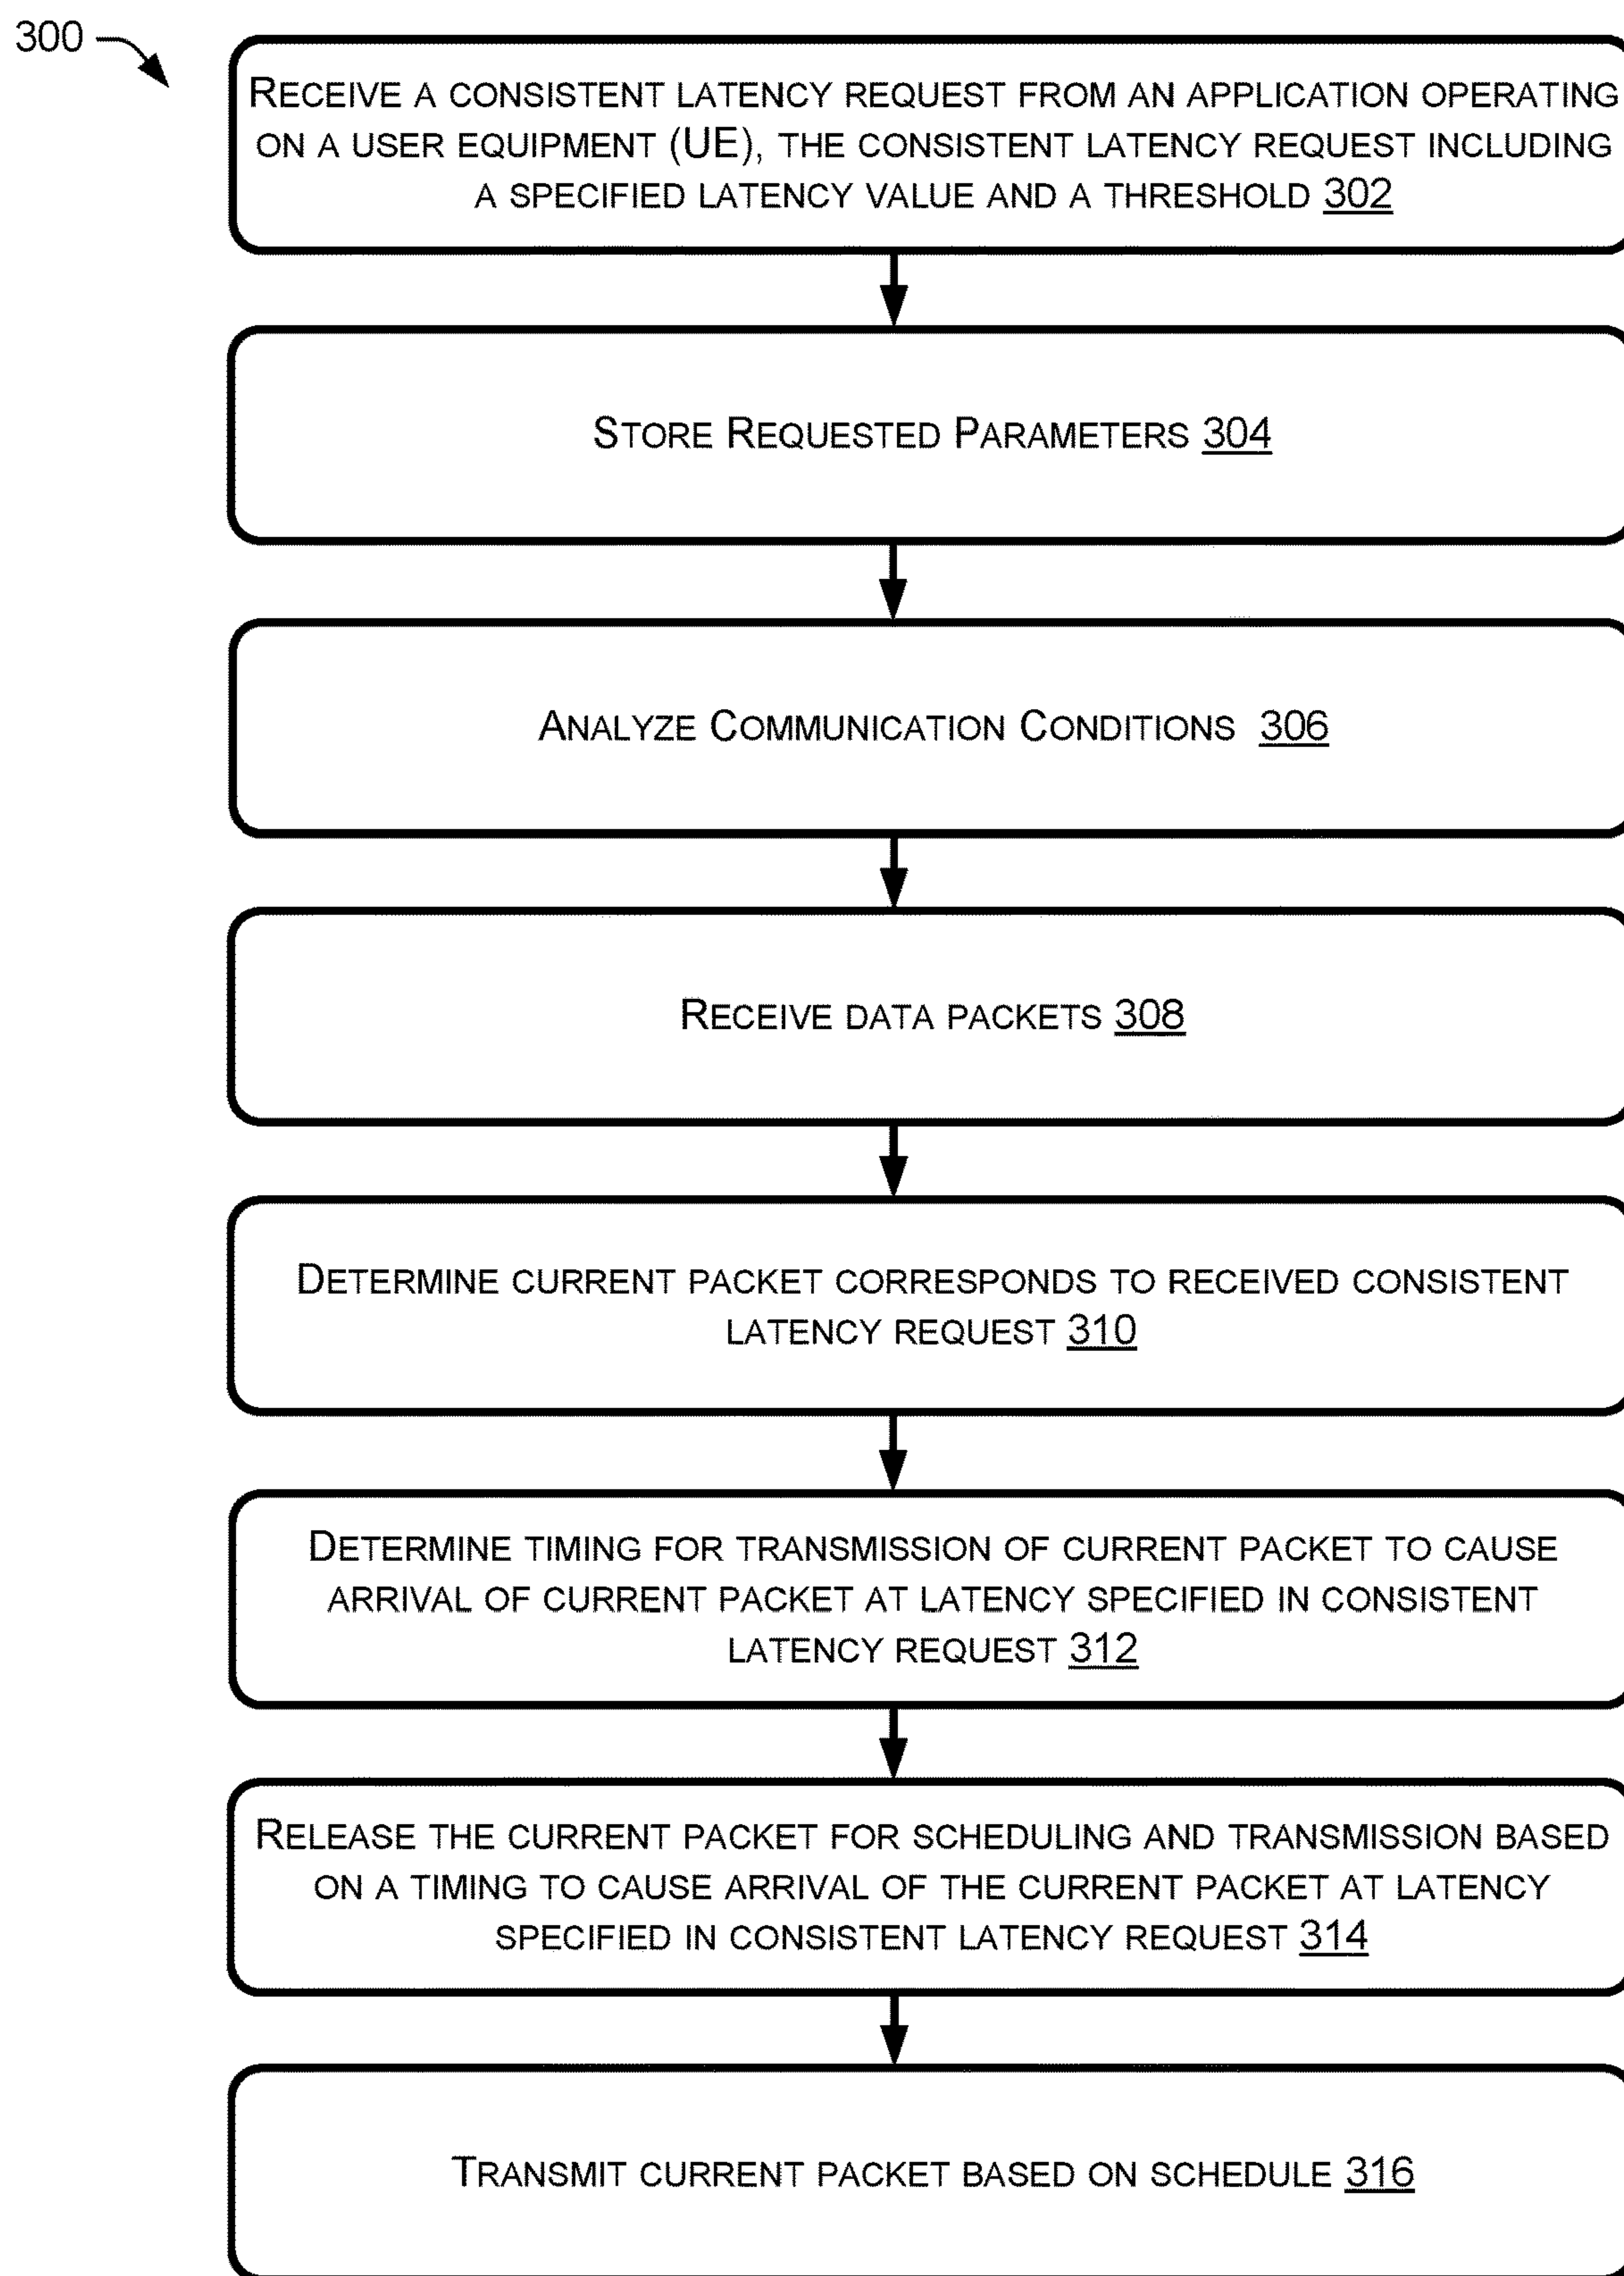 300
RECEIVE A CONSISTENT LATENCY REQUEST FROM AN APPLICATION OPERATING
ON A USER EQUIPMENT (UE), THE CONSISTENT LATENCY REQUEST INCLUDING
A SPECIFIED LATENCY VALUE AND A THRESHOLD 302
STORE REQUESTED PARAMETERS 304
ANALYZE COMMUNICATION CONDITIONS 306
RECEIVE DATA PACKETS 308
DETERMINE CURRENT PACKET CORRESPONDS TO RECEIVED CONSISTENT
LATENCY REQUEST 310
DETERMINE TIMING FOR TRANSMISSION OF CURRENT PACKET TO CAUSE
ARRIVAL OF CURRENT PACKET AT LATENCY SPECIFIED IN CONSISTENT
LATENCY REQUEST 312
RELEASE THE CURRENT PACKET FOR SCHEDULING AND TRANSMISSION BASED
ON A TIMING TO CAUSE ARRIVAL OF THE CURRENT PACKET AT LATENCY
SPECIFIED IN CONSISTENT LATENCY REQUEST 314
TRANSMIT CURRENT PACKET BASED ON SCHEDULE 316